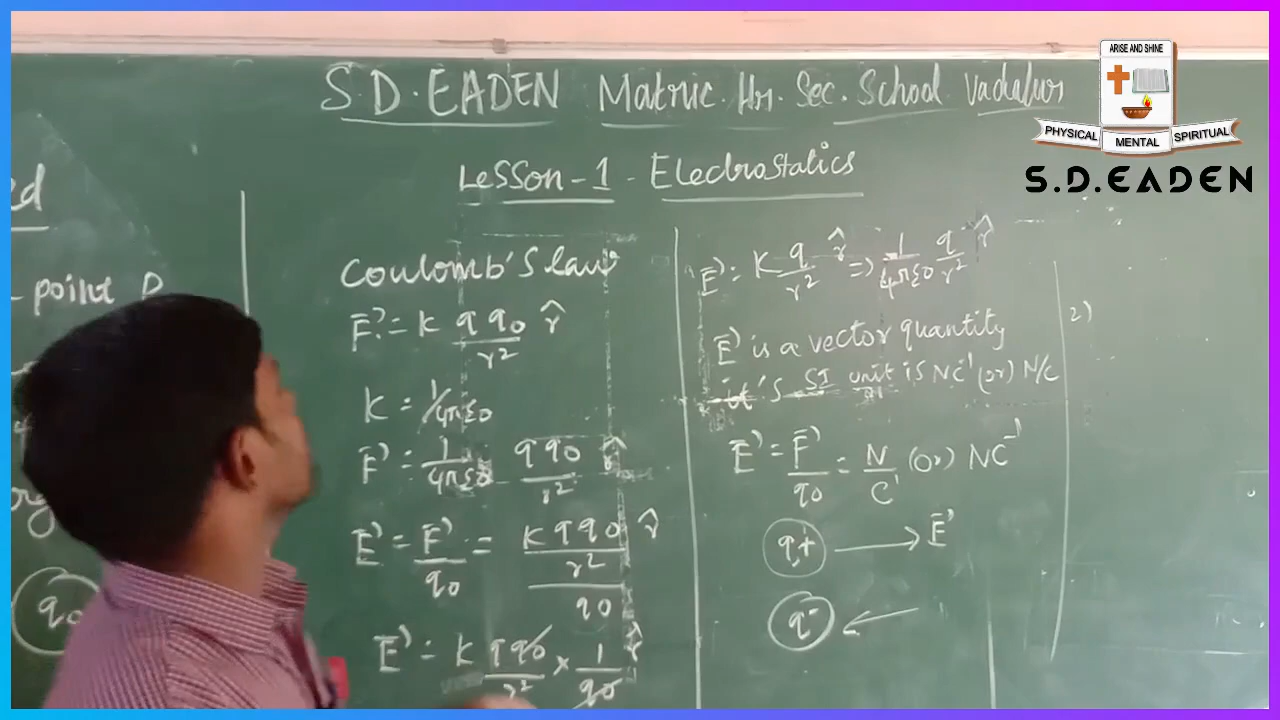 S.D.EADEN Matric. Hr. Sec. School Vadalur
ARISE AND SHINE
PHYSICAL MENTAL SPIRITUAL
S.D.EADEN
Lesson-1 - Electrostatics
ed
point P
q0
Coulomb's law
F⃗ = K q q0 / r² r̂
K = 1/4πε0
F⃗ = 1/4πε0 q q0 / r² r̂
E⃗ = F⃗/q0 = K q q0 / r² / q0 r̂
E⃗ = K q q0 / r² × 1/q0 r̂
E⃗ = K q/r² r̂ ⇒ 1/4πε0 q/r² r̂
E⃗ is a vector quantity
it's SI unit is NC⁻¹ (or) N/C
E⃗ = F⃗/q0 = N/C (or) NC⁻¹
q+ → E⃗
q- ←
2)